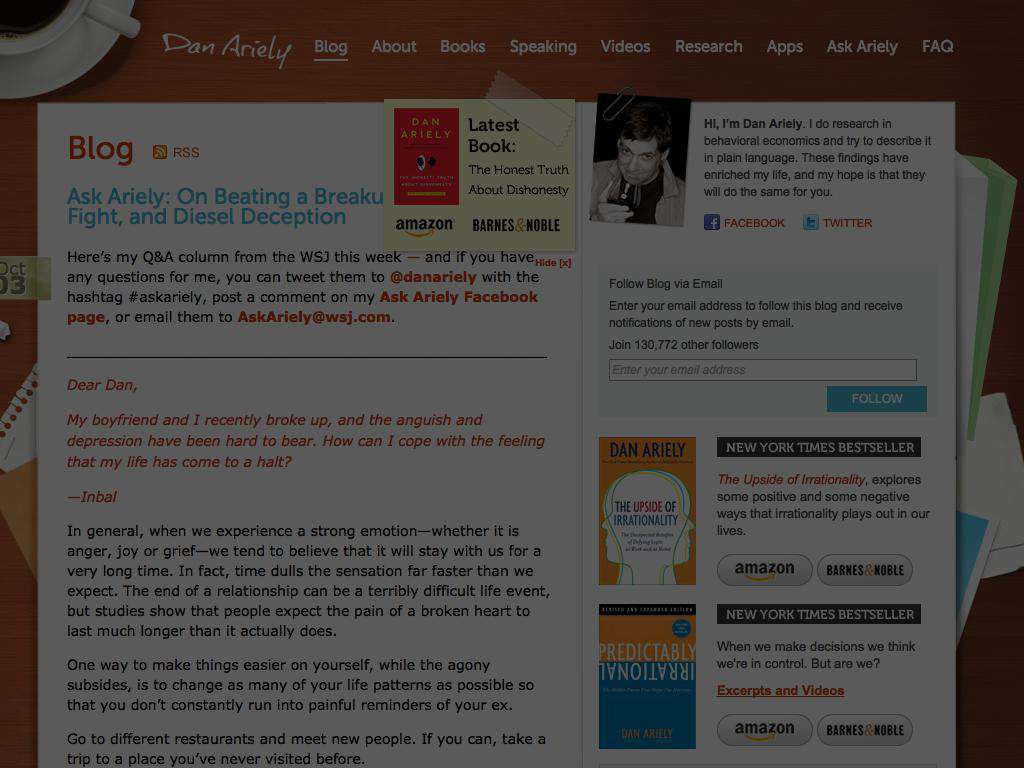 Dan Ariely
Blog
About
Books
Speaking
Videos
Research
Apps
Ask Ariely
FAQ
Blog
RSS
Ask Ariely: On Beating a Breaku
Fight, and Diesel Deception
DAN
ARIELY
Latest
Book:
The Honest Truth
About Dishonesty
amazon
BARNES&NOBLE
Hide [x]
Oct
03
Here's my Q&A column from the WSJ this week — and if you have
any questions for me, you can tweet them to @danariely with the
hashtag #askariely, post a comment on my Ask Ariely Facebook
page, or email them to AskAriely@wsj.com.
Dear Dan,
My boyfriend and I recently broke up, and the anguish and
depression have been hard to bear. How can I cope with the feeling
that my life has come to a halt?
—Inbal
In general, when we experience a strong emotion—whether it is
anger, joy or grief—we tend to believe that it will stay with us for a
very long time. In fact, time dulls the sensation far faster than we
expect. The end of a relationship can be a terribly difficult life event,
but studies show that people expect the pain of a broken heart to
last much longer than it actually does.
One way to make things easier on yourself, while the agony
subsides, is to change as many of your life patterns as possible so
that you don't constantly run into painful reminders of your ex.
Go to different restaurants and meet new people. If you can, take a
trip to a place you've never visited before.
Hi, I'm Dan Ariely. I do research in
behavioral economics and try to describe it
in plain language. These findings have
enriched my life, and my hope is that they
will do the same for you.
FACEBOOK
TWITTER
Follow Blog via Email
Enter your email address to follow this blog and receive
notifications of new posts by email.
Join 130,772 other followers
Enter your email address
FOLLOW
DAN ARIELY
THE UPSIDE OF
IRRATIONALITY
The Unexpected Benefits
of Defying Logic
at Work and at Home
NEW YORK TIMES BESTSELLER
The Upside of Irrationality, explores
some positive and some negative
ways that irrationality plays out in our
lives.
amazon
BARNES&NOBLE
REVISED AND EXPANDED EDITION
PREDICTABLY
IRRATIONAL
DAN ARIELY
NEW YORK TIMES BESTSELLER
When we make decisions we think
we're in control. But are we?
Excerpts and Videos
amazon
BARNES&NOBLE